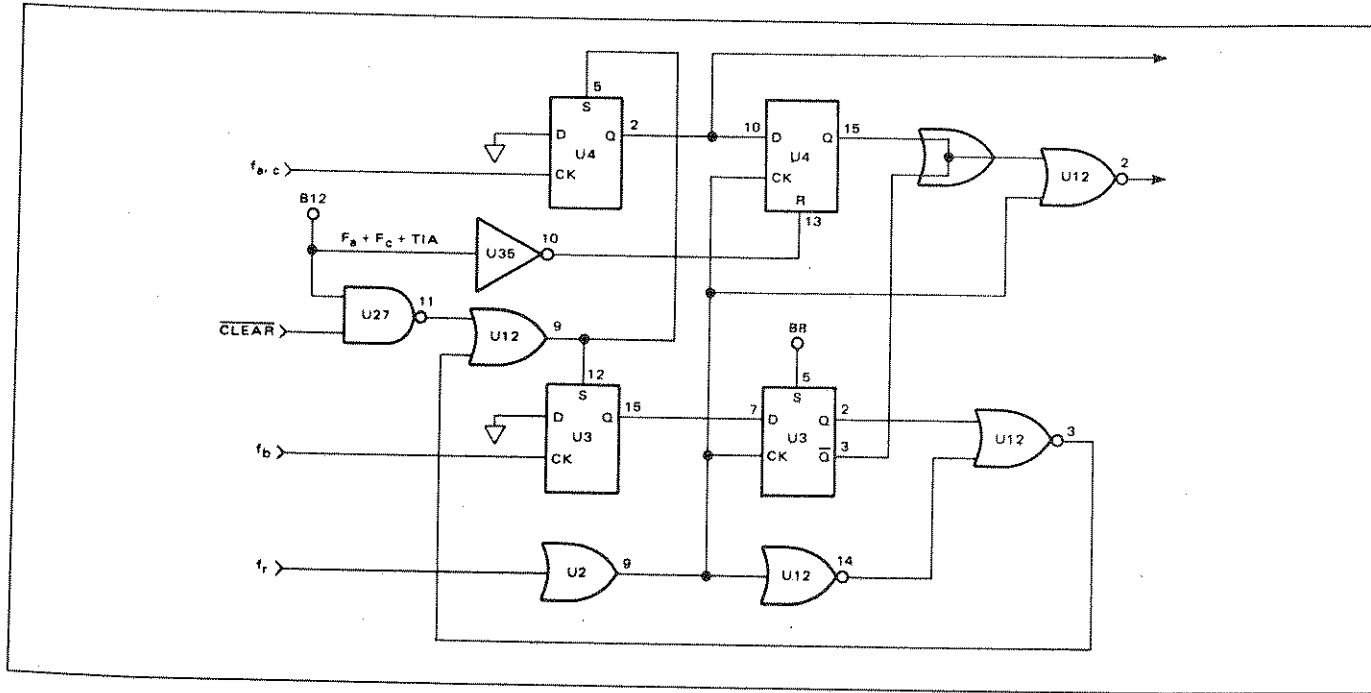 5
S
D Q 2
U4
CK
10 D Q 15
U4
CK
R
13
U12 2
f a, c
B12
F a + F c + TIA
U35 10
CLEAR
U27 11
U12 9
12
S
D Q 15
U3
CK
f b
B8
5
S
7 D Q 2
U3
CK Q 3
U12 3
f r
U2 9
U12 14